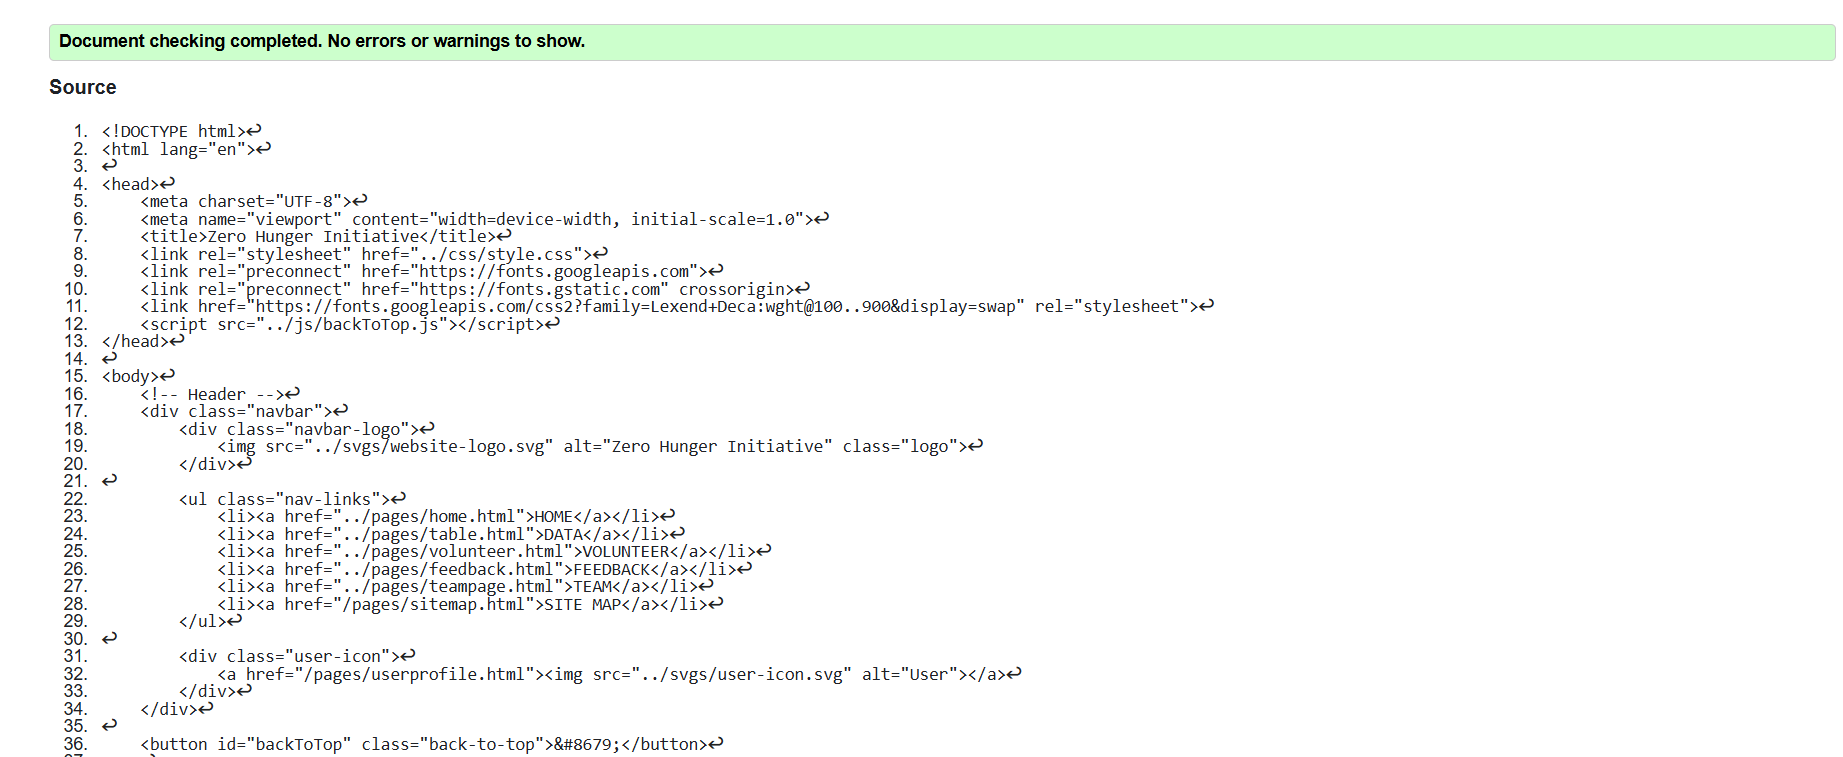 Document checking completed. No errors or warnings to show.
Source
1. <!DOCTYPE html>↩
2. <html lang="en">↩
3. ↩
4. <head>↩
5.     <meta charset="UTF-8">↩
6.     <meta name="viewport" content="width=device-width, initial-scale=1.0">↩
7.     <title>Zero Hunger Initiative</title>↩
8.     <link rel="stylesheet" href="../css/style.css">↩
9.     <link rel="preconnect" href="https://fonts.googleapis.com">↩
10.     <link rel="preconnect" href="https://fonts.gstatic.com" crossorigin>↩
11.     <link href="https://fonts.googleapis.com/css2?family=Lexend+Deca:wght@100..900&display=swap" rel="stylesheet">↩
12.     <script src="../js/backToTop.js"></script>↩
13. </head>↩
14. ↩
15. <body>↩
16.     <!-- Header -->↩
17.     <div class="navbar">↩
18.         <div class="navbar-logo">↩
19.             <img src="../svgs/website-logo.svg" alt="Zero Hunger Initiative" class="logo">↩
20.         </div>↩
21. ↩
22.         <ul class="nav-links">↩
23.             <li><a href="../pages/home.html">HOME</a></li>↩
24.             <li><a href="../pages/table.html">DATA</a></li>↩
25.             <li><a href="../pages/volunteer.html">VOLUNTEER</a></li>↩
26.             <li><a href="../pages/feedback.html">FEEDBACK</a></li>↩
27.             <li><a href="../pages/teampage.html">TEAM</a></li>↩
28.             <li><a href="/pages/sitemap.html">SITE MAP</a></li>↩
29.         </ul>↩
30. ↩
31.         <div class="user-icon">↩
32.             <a href="/pages/userprofile.html"><img src="../svgs/user-icon.svg" alt="User"></a>↩
33.         </div>↩
34.     </div>↩
35. ↩
36.     <button id="backToTop" class="back-to-top">&#8679;</button>↩